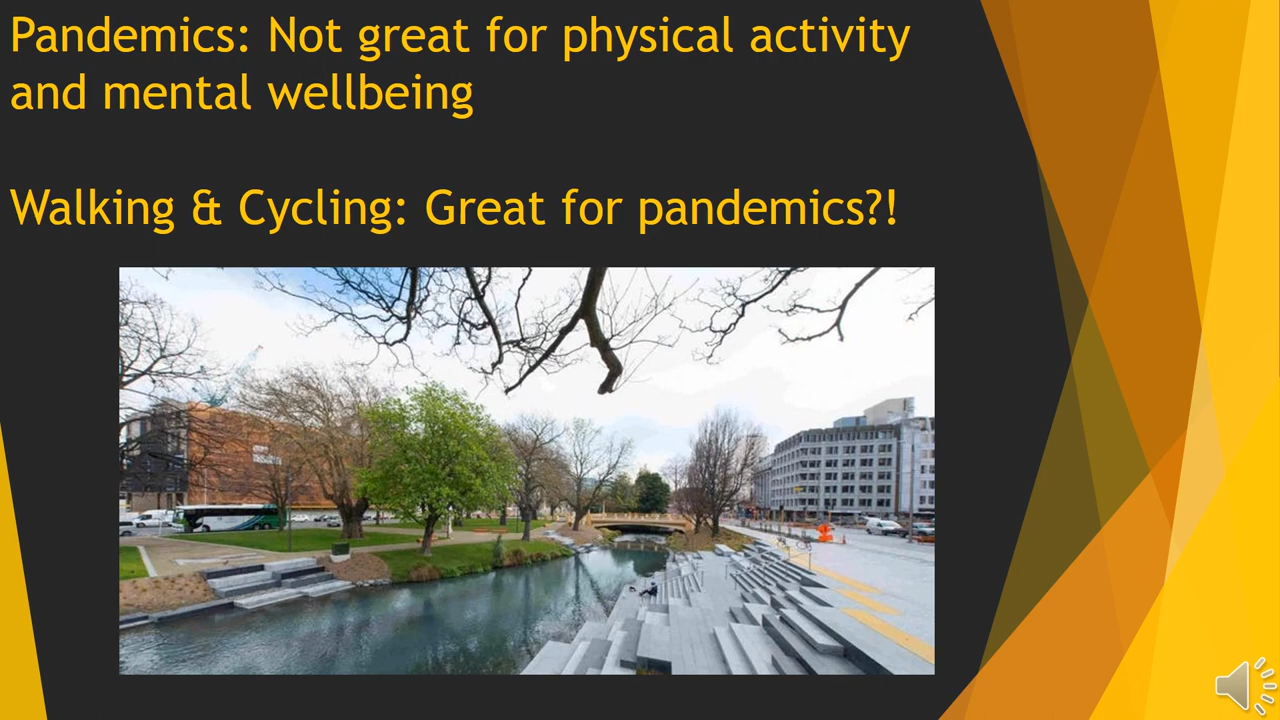 Pandemics: Not great for physical activity
and mental wellbeing
Walking & Cycling: Great for pandemics?!